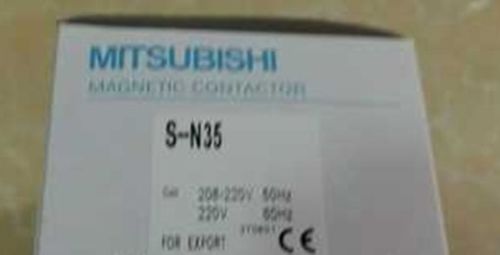 MITSUBISHI
MAGNETIC CONTACTOR
S-N35
Coil 208-220V 50Hz
220V 60Hz
FOR EXPORT CE